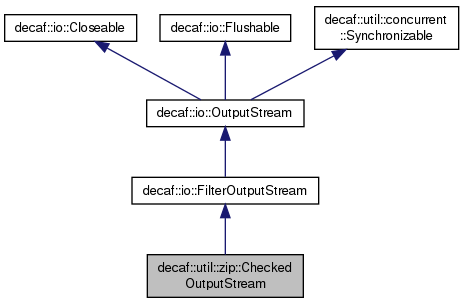 decaf::io::Closeable
decaf::io::Flushable
decaf::util::concurrent
::Synchronizable
decaf::io::OutputStream
decaf::io::FilterOutputStream
decaf::util::zip::Checked
OutputStream